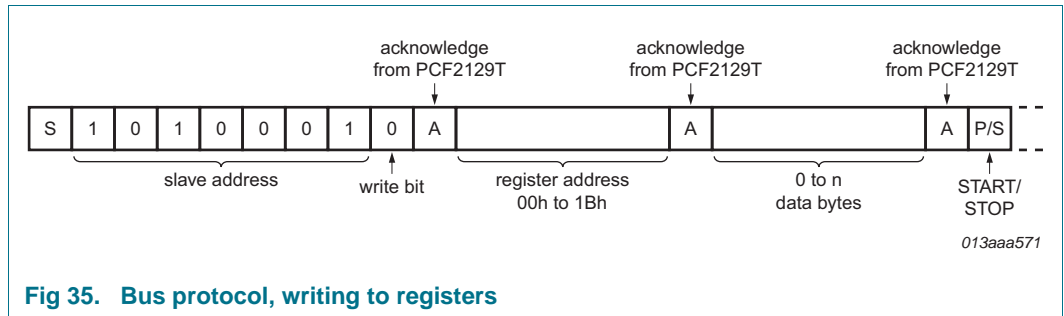 acknowledge
from PCF2129T
acknowledge
from PCF2129T
acknowledge
from PCF2129T
S 1 0 1 0 0 0 1 0 A A A P/S
slave address
write bit
register address
00h to 1Bh
0 to n
data bytes
START/
STOP
013aaa571
Fig 35. Bus protocol, writing to registers